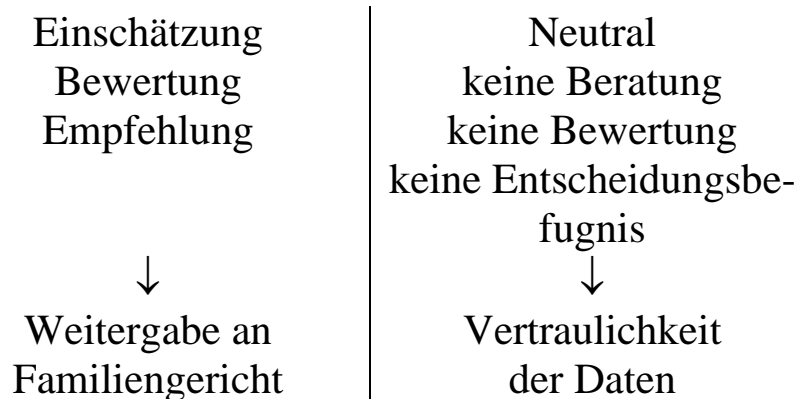 Einschätzung
Bewertung
Empfehlung
↓
Weitergabe an
Familiengericht
Neutral
keine Beratung
keine Bewertung
keine Entscheidungsbe-
fugnis
↓
Vertraulichkeit
der Daten